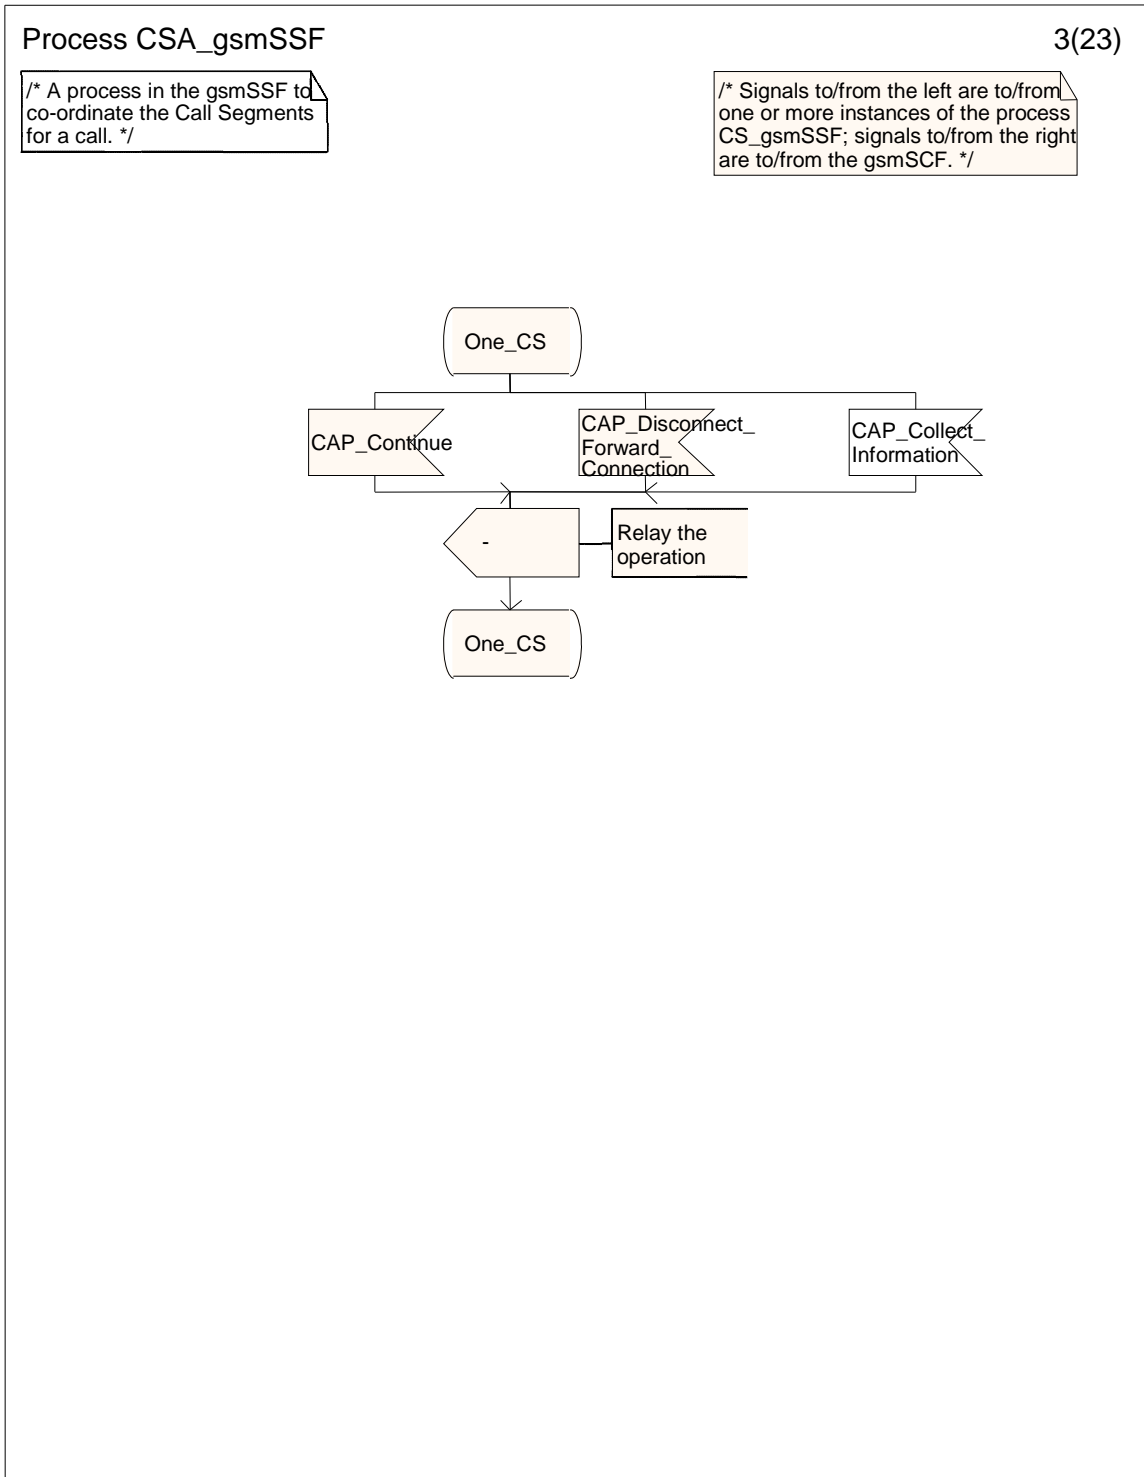 Process CSA_gsmSSF
3(23)
/* A process in the gsmSSF to
co-ordinate the Call Segments
for a call. */
/* Signals to/from the left are to/from
one or more instances of the process
CS_gsmSSF; signals to/from the right
are to/from the gsmSCF. */
One_CS
CAP_Continue
CAP_Disconnect_
Forward_
Connection
CAP_Collect_
Information
-
Relay the
operation
One_CS